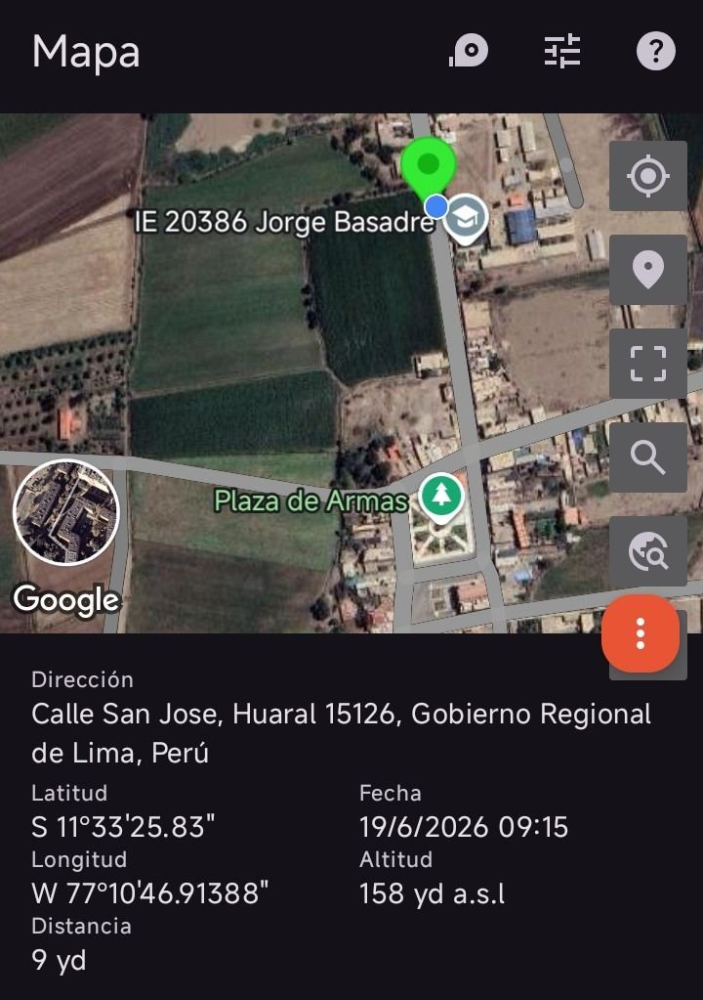 Mapa
IE 20386 Jorge Basadre
Plaza de Armas
Google
Dirección
Calle San Jose, Huaral 15126, Gobierno Regional
de Lima, Perú
Latitud
S 11°33'25.83"
Fecha
19/6/2026 09:15
Longitud
W 77°10'46.91388"
Altitud
158 yd a.s.l
Distancia
9 yd